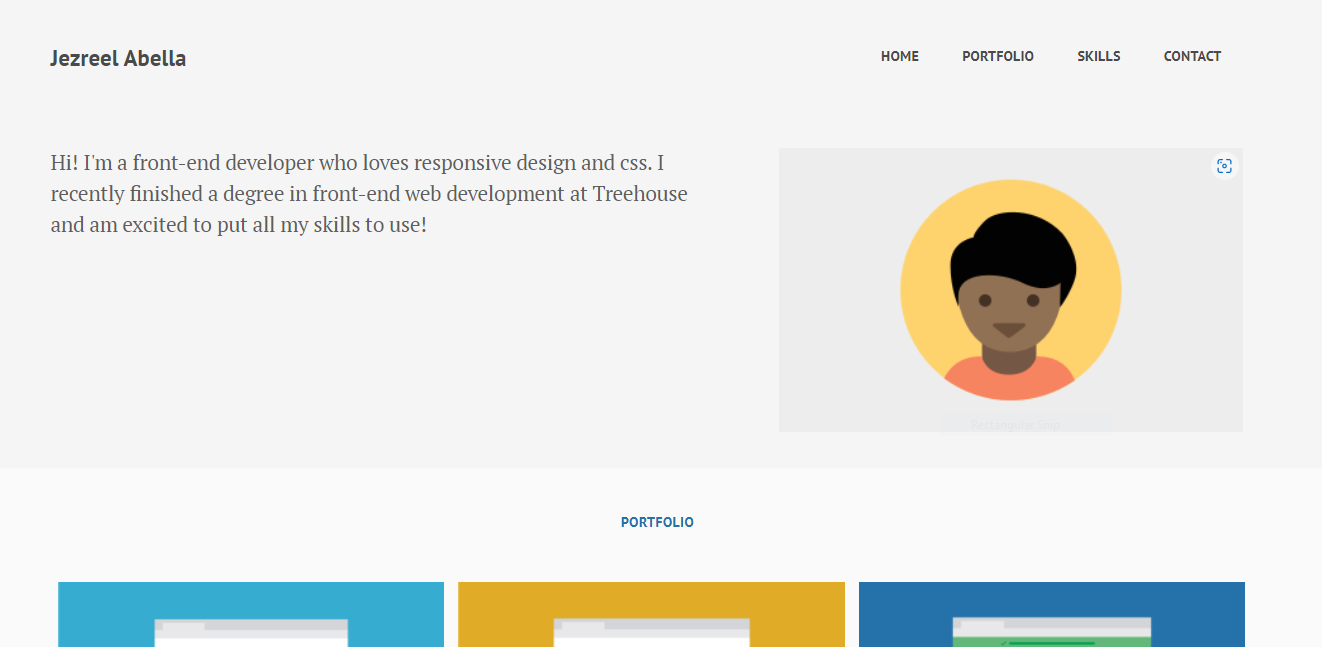 Jezreel Abella
HOME PORTFOLIO SKILLS CONTACT
Hi! I'm a front-end developer who loves responsive design and css. I
recently finished a degree in front-end web development at Treehouse
and am excited to put all my skills to use!
Rectangular Snip
PORTFOLIO